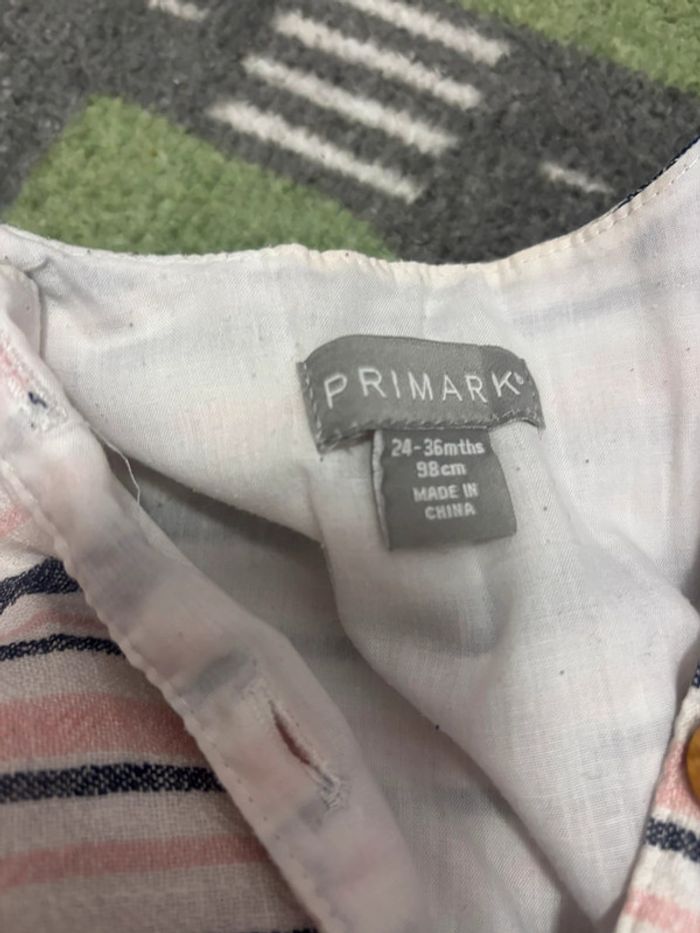 PRIMARK®
24-36mths
98cm
MADE IN
CHINA